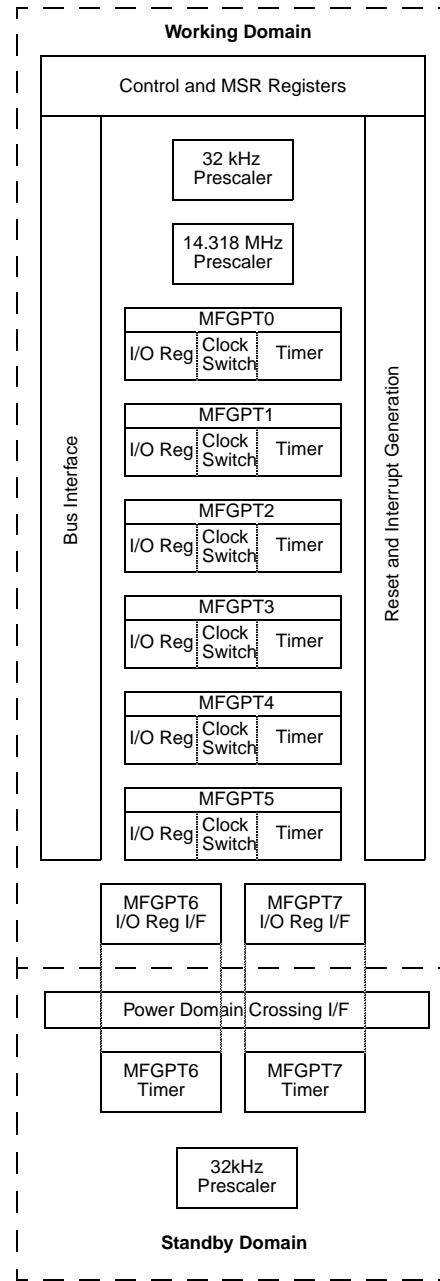 Working Domain
Control and MSR Registers
Bus Interface
Reset and Interrupt Generation
32 kHz
Prescaler
14.318 MHz
Prescaler
MFGPT0
I/O Reg Clock Switch Timer
MFGPT1
I/O Reg Clock Switch Timer
MFGPT2
I/O Reg Clock Switch Timer
MFGPT3
I/O Reg Clock Switch Timer
MFGPT4
I/O Reg Clock Switch Timer
MFGPT5
I/O Reg Clock Switch Timer
MFGPT6
I/O Reg I/F
MFGPT7
I/O Reg I/F
Power Domain Crossing I/F
MFGPT6
Timer
MFGPT7
Timer
32kHz
Prescaler
Standby Domain